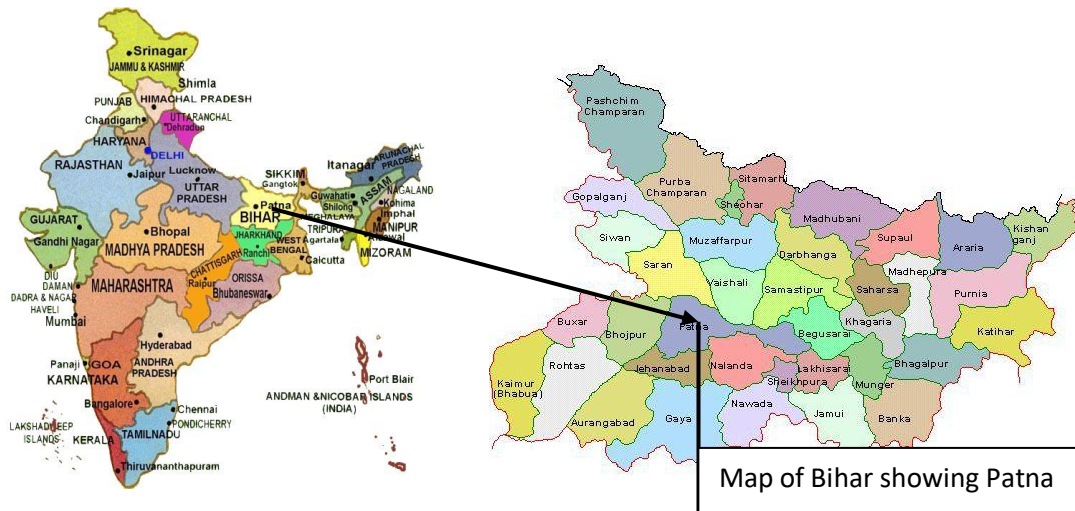 Srinagar
JAMMU & KASHMIR
Shimla
HIMACHAL PRADESH
PUNJAB
Chandigarh
UTTARANCHAL
Dehradun
HARYANA
DELHI
RAJASTHAN
Jaipur
Lucknow
UTTAR
PRADESH
SIKKIM
Gangtok
Itanagar
ARUNACHAL
PRADESH
Guwahati
ASSAM
NAGALAND
Shilong
Kohima
Imphal
MANIPUR
TRIPURA
Agartala
MIZORAM
Patna
BIHAR
JHARKHAND
Ranchi
WEST
BENGAL
Calcutta
GUJARAT
Gandhi Nagar
Bhopal
MADHYA PRADESH
CHATTISGARH
Raipur
ORISSA
Bhubaneswar
DIU
DAMAN
DADRA & NAGAR
HAVELI
MAHARASHTRA
Mumbai
Hyderabad
ANDHRA
PRADESH
Panaji
GOA
KARNATAKA
Bangalore
Chennai
PONDICHERRY
LAKSHADWEEP
ISLANDS
KERALA
TAMILNADU
Thiruvananthapuram
Port Blair
ANDMAN &NICOBAR ISLANDS
(INDIA)
Pashchim
Champaran
Purba
Champaran
Sitamarhi
Sheohar
Gopalganj
Madhubani
Siwan
Muzaffarpur
Darbhanga
Supaul
Araria
Kishan
ganj
Saran
Vaishali
Samastipur
Madhepura
Saharsa
Purnia
Buxar
Bhojpur
Patna
Begusarai
Khagaria
Katihar
Kaimur
(Bhabua)
Rohtas
Jehanabad
Nalanda
Lakhisarai
Sheikhpura
Munger
Bhagalpur
Aurangabad
Gaya
Nawada
Jamui
Banka
Map of Bihar showing Patna